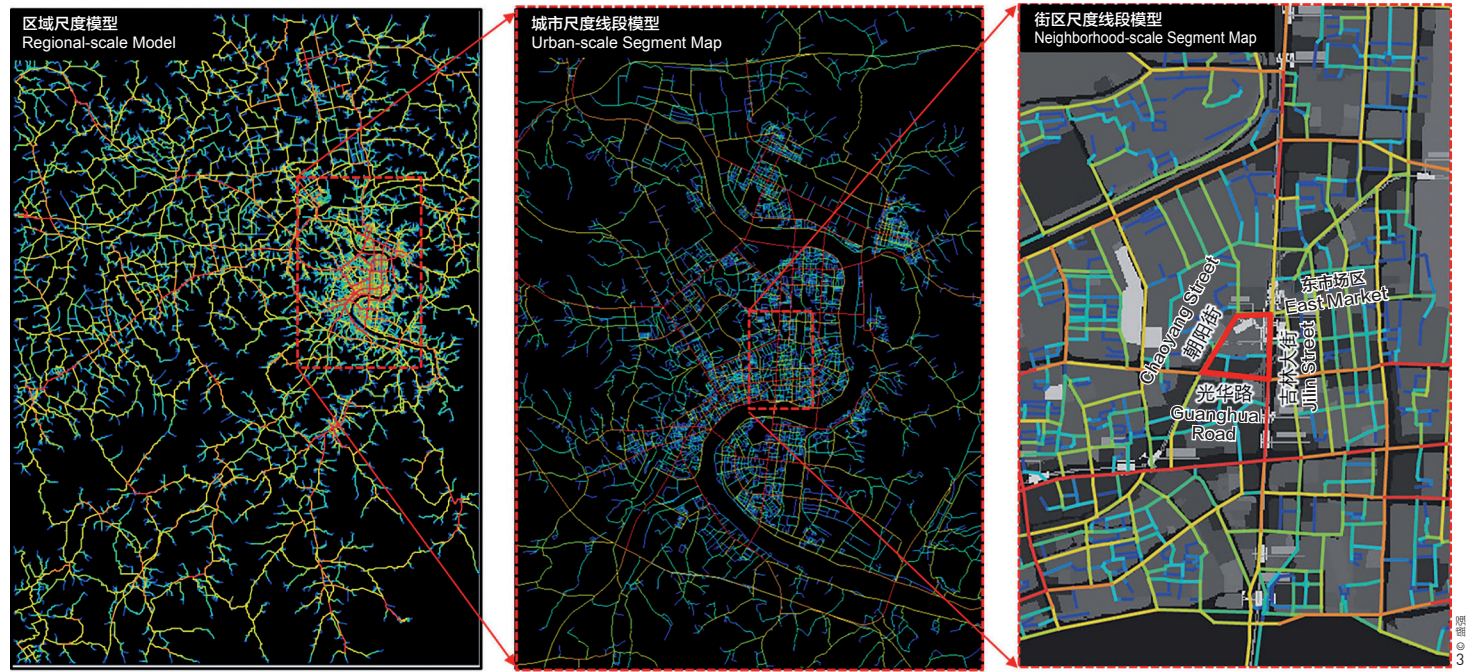 区域尺度模型
Regional-scale Model
城市尺度线段模型
Urban-scale Segment Map
街区尺度线段模型
Neighborhood-scale Segment Map
Chaoyang Street
朝阳街
东市场区
East Market
吉林大街
Jilin Street
光华路
Guanghua
Road
©
3